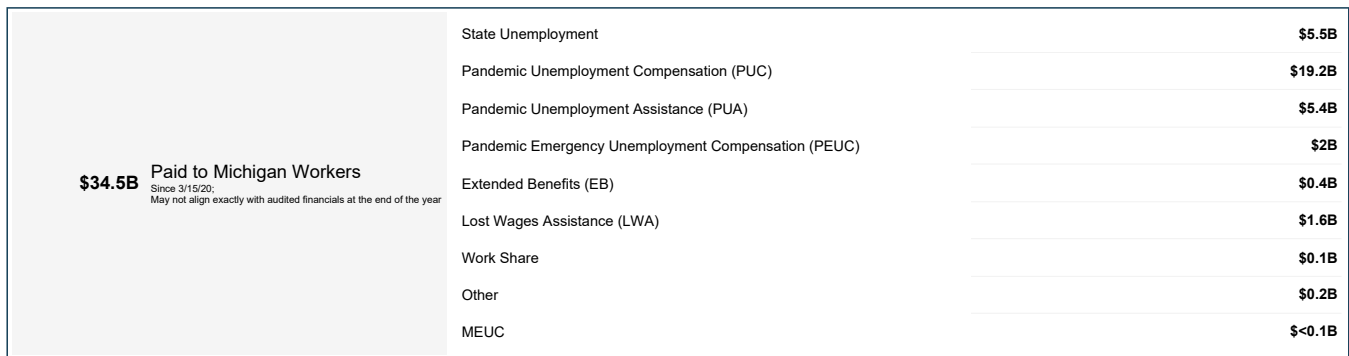 $34.5B
Paid to Michigan Workers
Since 3/15/20;
May not align exactly with audited financials at the end of the year
State Unemployment $5.5B
Pandemic Unemployment Compensation (PUC) $19.2B
Pandemic Unemployment Assistance (PUA) $5.4B
Pandemic Emergency Unemployment Compensation (PEUC) $2B
Extended Benefits (EB) $0.4B
Lost Wages Assistance (LWA) $1.6B
Work Share $0.1B
Other $0.2B
MEUC $<0.1B